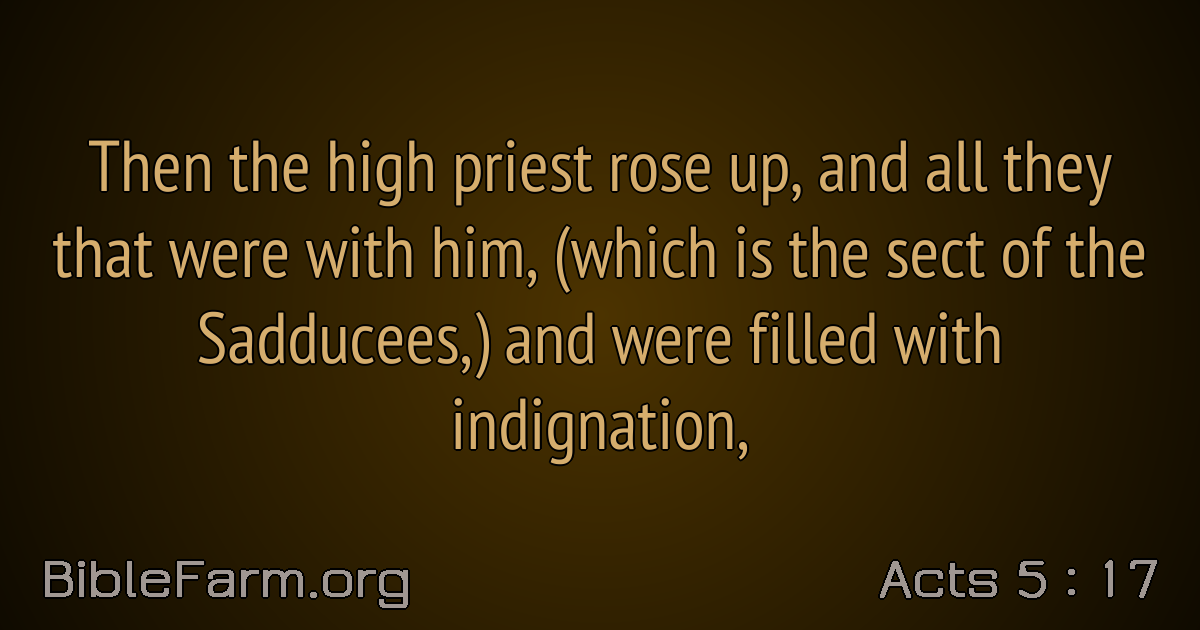 Then the high priest rose up, and all they
that were with him, (which is the sect of the
Sadducees,) and were filled with
indignation,
BibleFarm.org
Acts 5 : 17